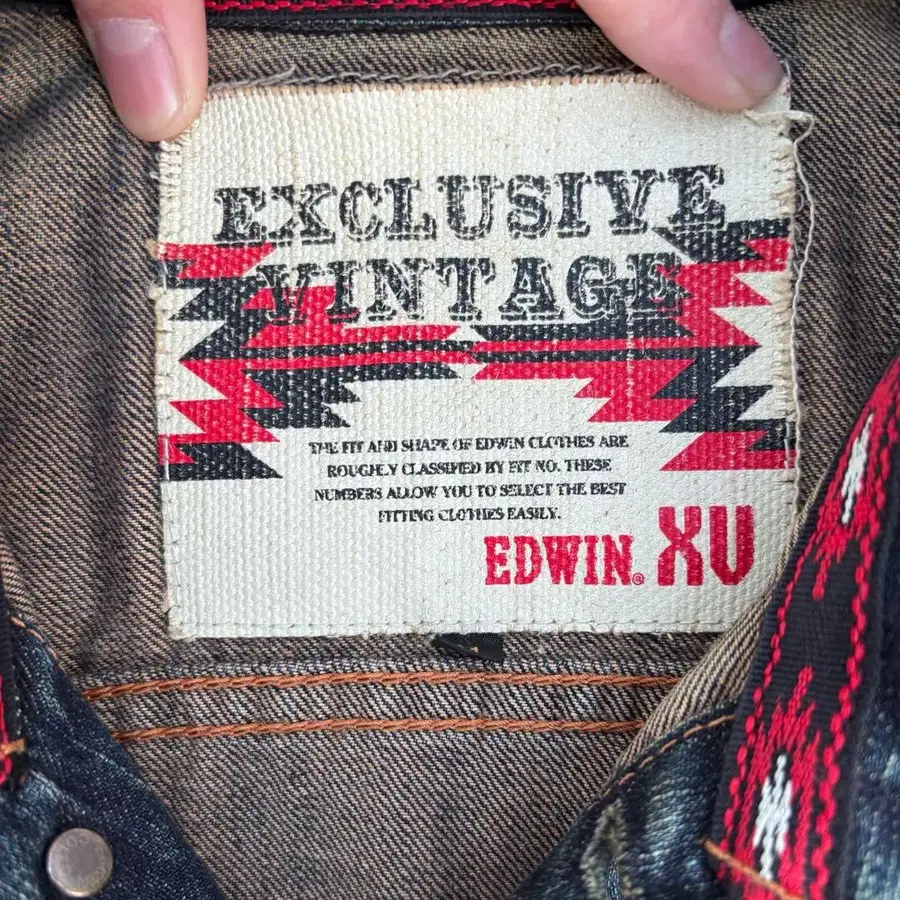 EXCLUSIVE
VINTAGE
THE FIT AND SHAPE OF EDWIN CLOTHES ARE
ROUGHLY CLASSIFIED BY FIT NO. THESE
NUMBERS ALLOW YOU TO SELECT THE BEST
FITTING CLOTHES EASILY.
EDWIN® XV